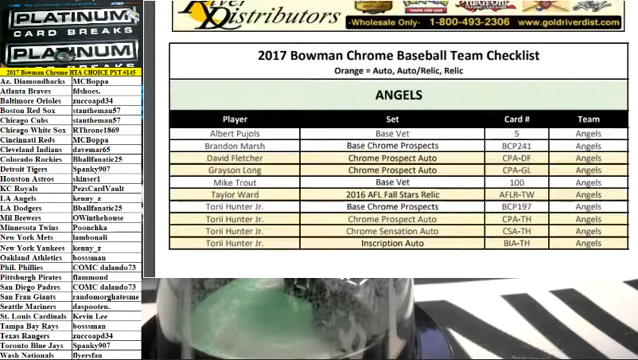 PLATINUM
CARD BREAKS
PLATINUM
CARD BREAKS
2017 Bowman Chrome HTA CHOICE PYT #145
Az. Diamondbacks MCBoppa
Atlanta Braves fdshoes.
Baltimore Orioles zuccoapd34
Boston Red Sox stantheman57
Chicago Cubs stantheman57
Chicago White Sox RThrone1869
Cincinnati Reds MCBoppa
Cleveland Indians davemar65
Colorado Rockies Bballfanatic25
Detroit Tigers Spanky907
Houston Astros skinser1
KC Royals PezsCardVault
LA Angels kenny_z
LA Dodgers Bballfanatic25
Mil Brewers OWinthehouse
Minnesota Twins Poonchka
New York Mets lambonali
New York Yankees kenny_z
Oakland Athletics bosssman
Phil. Phillies COMC dalando73
Pittsburgh Pirates flammond
San Diego Padres COMC dalando73
San Fran Giants randomorghatesme
Seattle Mariners daspooten.
St. Louis Cardinals Kevin Lee
Tampa Bay Rays bosssman
Texas Rangers zuccoapd34
Toronto Blue Jays Spanky907
Wash Nationals flyersfan
River
Distributors
-Wholesale Only- 1-800-493-2306 www.goldriverdist.com
2017 Bowman Chrome Baseball Team Checklist
Orange = Auto, Auto/Relic, Relic
ANGELS
Player Set Card # Team
Albert Pujols Base Vet 5 Angels
Brandon Marsh Base Chrome Prospects BCP241 Angels
David Fletcher Chrome Prospect Auto CPA-DF Angels
Grayson Long Chrome Prospect Auto CPA-GL Angels
Mike Trout Base Vet 100 Angels
Taylor Ward 2016 AFL Fall Stars Relic AFLR-TW Angels
Torii Hunter Jr. Base Chrome Prospects BCP197 Angels
Torii Hunter Jr. Chrome Prospect Auto CPA-TH Angels
Torii Hunter Jr. Chrome Sensation Auto CSA-TH Angels
Torii Hunter Jr. Inscription Auto BIA-TH Angels